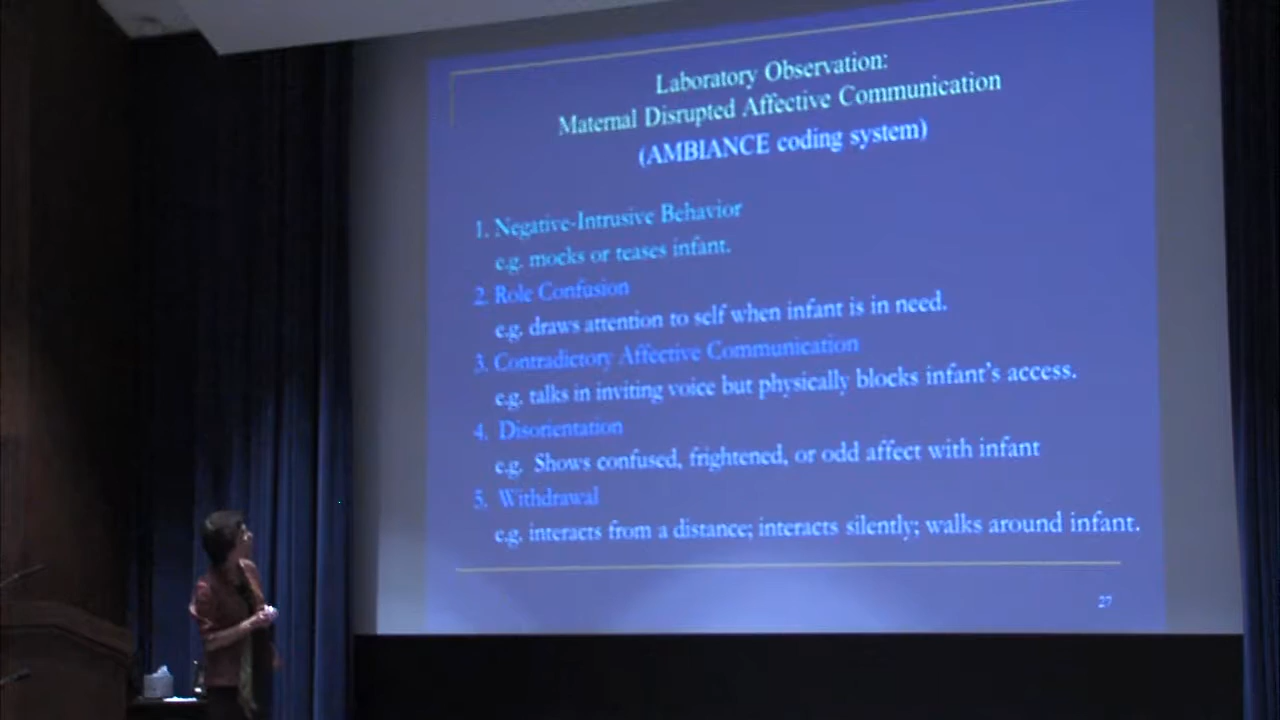 Laboratory Observation:
Maternal Disrupted Affective Communication
(AMBIANCE coding system)
1. Negative-Intrusive Behavior
e.g. mocks or teases infant.
2. Role Confusion
e.g. draws attention to self when infant is in need.
3. Contradictory Affective Communication
e.g. talks in inviting voice but physically blocks infant's access.
4. Disorientation
e.g. Shows confused, frightened, or odd affect with infant
5. Withdrawal
e.g. interacts from a distance; interacts silently; walks around infant.
27